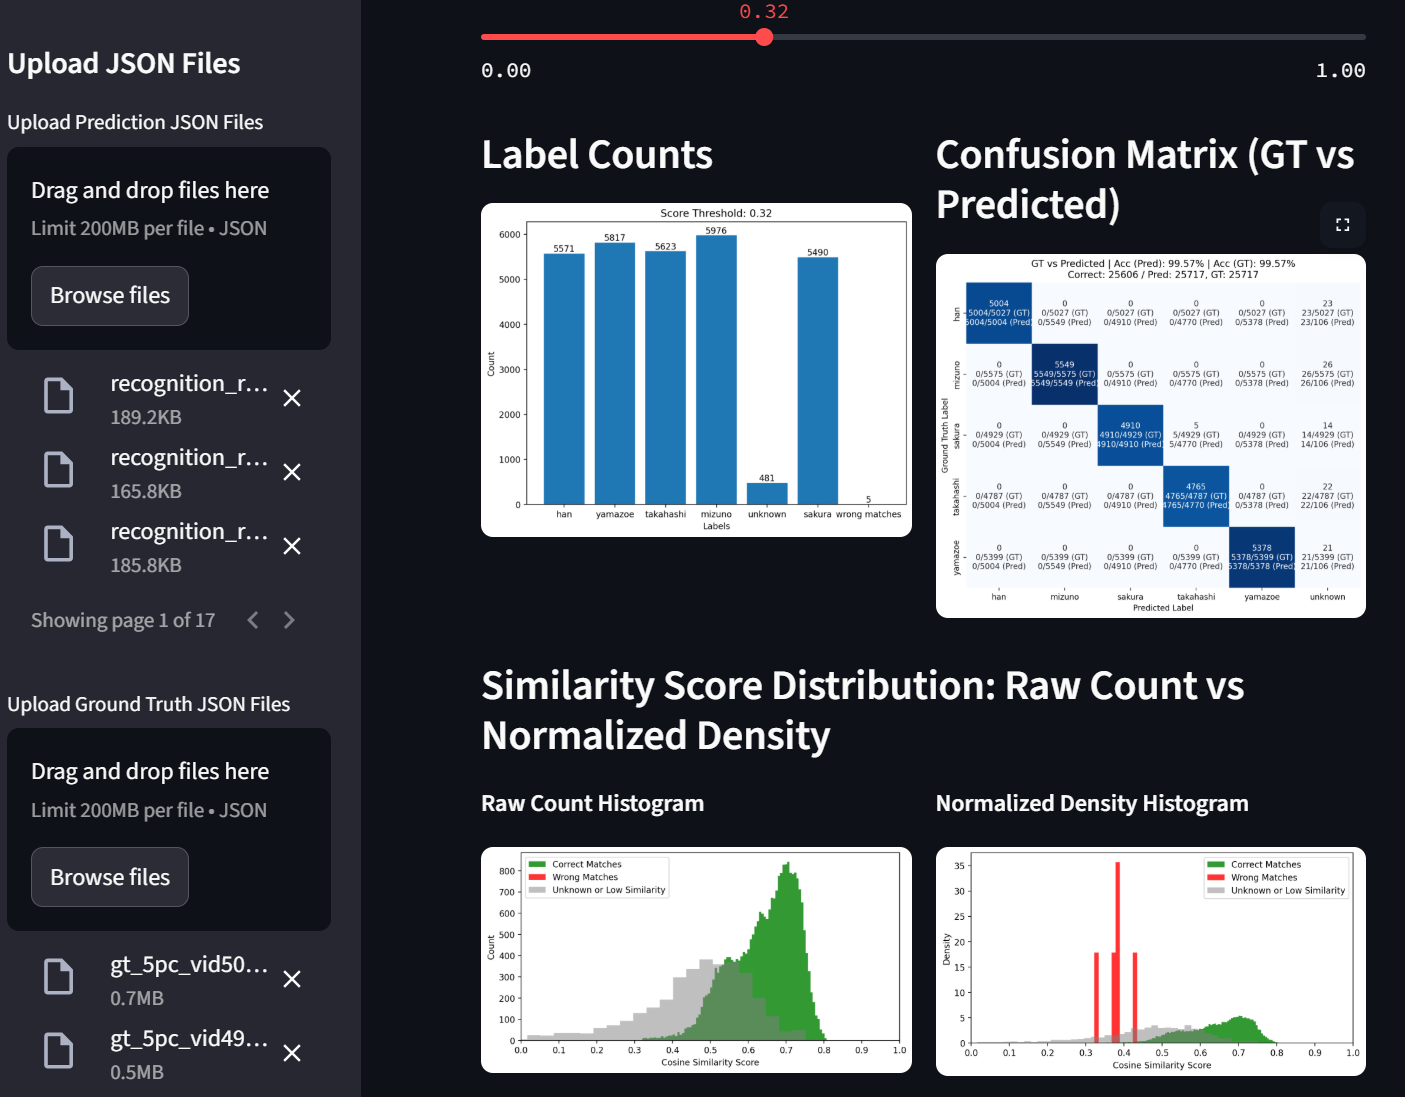 Upload JSON Files
Upload Prediction JSON Files
Drag and drop files here
Limit 200MB per file • JSON
Browse files
recognition_r...
189.2KB
recognition_r...
165.8KB
recognition_r...
185.8KB
Showing page 1 of 17
Upload Ground Truth JSON Files
Drag and drop files here
Limit 200MB per file • JSON
Browse files
gt_5pc_vid50...
0.7MB
gt_5pc_vid49...
0.5MB
0.32
0.00 1.00
Label Counts
Score Threshold: 0.32
Count
6000
5000
4000
3000
2000
1000
0
5571 5817 5623 5976 481 5490 5
han yamazoe takahashi mizuno unknown sakura wrong matches
Labels
Confusion Matrix (GT vs
Predicted)
GT vs Predicted | Acc (Pred): 99.57% | Acc (GT): 99.57%
Correct: 25606 / Pred: 25717, GT: 25717
Ground Truth Label
han
5004 0 0 0 0 23
5004/5027 (GT) 0/5027 (GT) 0/5027 (GT) 0/5027 (GT) 0/5027 (GT) 23/5027 (GT)
5004/5004 (Pred) 0/5549 (Pred) 0/4910 (Pred) 0/4770 (Pred) 0/5378 (Pred) 23/106 (Pred)
mizuno
0 5549 0 0 0 26
0/5575 (GT) 5549/5575 (GT) 0/5575 (GT) 0/5575 (GT) 0/5575 (GT) 26/5575 (GT)
0/5004 (Pred) 5549/5549 (Pred) 0/4910 (Pred) 0/4770 (Pred) 0/5378 (Pred) 26/106 (Pred)
sakura
0 0 4910 5 0 14
0/4929 (GT) 0/4929 (GT) 4910/4929 (GT) 5/4929 (GT) 0/4929 (GT) 14/4929 (GT)
0/5004 (Pred) 0/5549 (Pred) 4910/4910 (Pred) 5/4770 (Pred) 0/5378 (Pred) 14/106 (Pred)
takahashi
0 0 0 4765 0 22
0/4787 (GT) 0/4787 (GT) 0/4787 (GT) 4765/4787 (GT) 0/4787 (GT) 22/4787 (GT)
0/5004 (Pred) 0/5549 (Pred) 0/4910 (Pred) 4765/4770 (Pred) 0/5378 (Pred) 22/106 (Pred)
yamazoe
0 0 0 0 5378 21
0/5399 (GT) 0/5399 (GT) 0/5399 (GT) 0/5399 (GT) 5378/5399 (GT) 21/5399 (GT)
0/5004 (Pred) 0/5549 (Pred) 0/4910 (Pred) 0/4770 (Pred) 5378/5378 (Pred) 21/106 (Pred)
han mizuno sakura takahashi yamazoe unknown
Predicted Label
Similarity Score Distribution: Raw Count vs
Normalized Density
Raw Count Histogram
Correct Matches
Wrong Matches
Unknown or Low Similarity
Count
800
700
600
500
400
300
200
100
0
0.0 0.1 0.2 0.3 0.4 0.5 0.6 0.7 0.8 0.9 1.0
Cosine Similarity Score
Normalized Density Histogram
Correct Matches
Wrong Matches
Unknown or Low Similarity
Density
35
30
25
20
15
10
5
0
0.0 0.1 0.2 0.3 0.4 0.5 0.6 0.7 0.8 0.9 1.0
Cosine Similarity Score